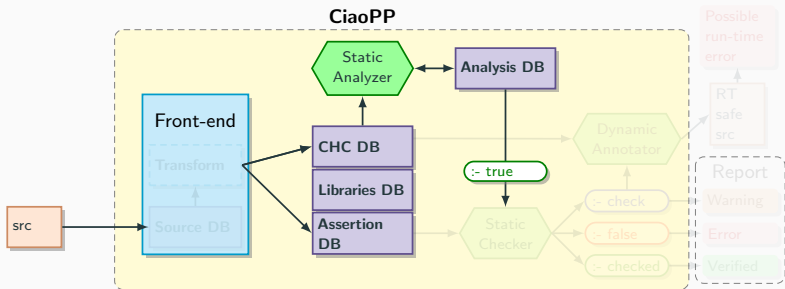 CiaoPP
Possible
run-time
error
Static
Analyzer
Analysis DB
Front-end
RT
safe
src
Transform
CHC DB
Dynamic
Annotator
Libraries DB
:- true
Report
src
Source DB
Assertion
DB
Static
Checker
:- check
Warning
:- false
Error
:- checked
Verified